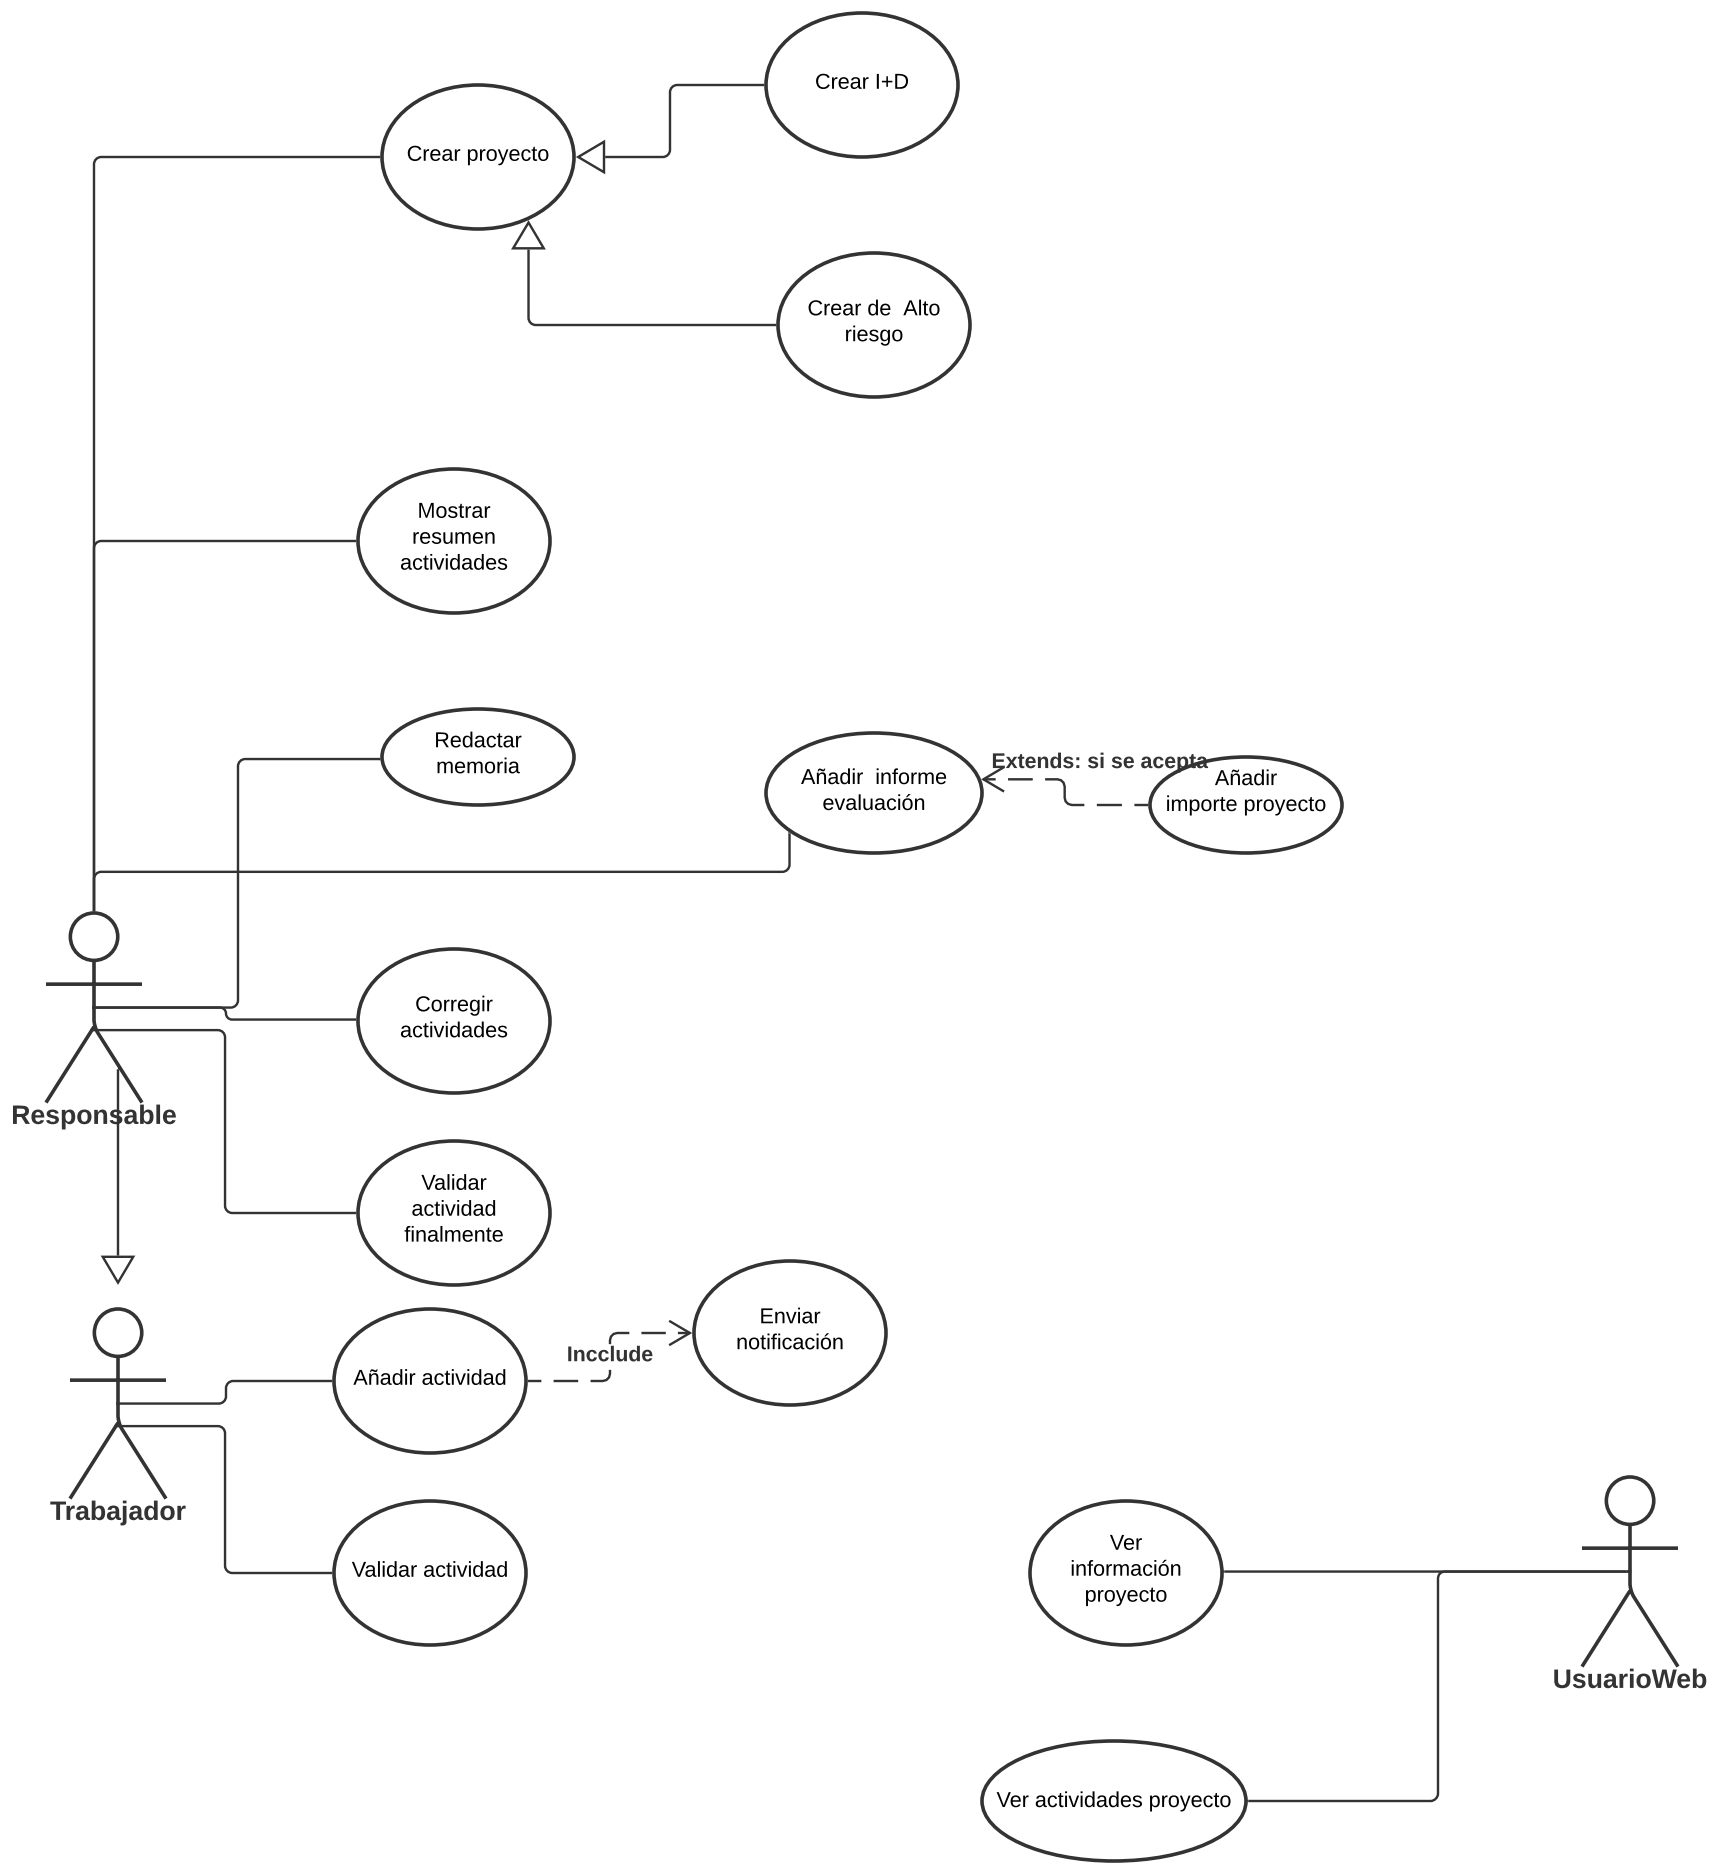 Crear I+D
Crear proyecto
Crear de  Alto
riesgo
Mostrar
resumen
actividades
Redactar
memoria
Añadir  informe
evaluación
Extends: si se acepta
Añadir
importe proyecto
Corregir
actividades
Responsable
Validar
actividad
finalmente
Enviar
notificación
Incclude
Añadir actividad
Trabajador
Validar actividad
Ver
información
proyecto
UsuarioWeb
Ver actividades proyecto